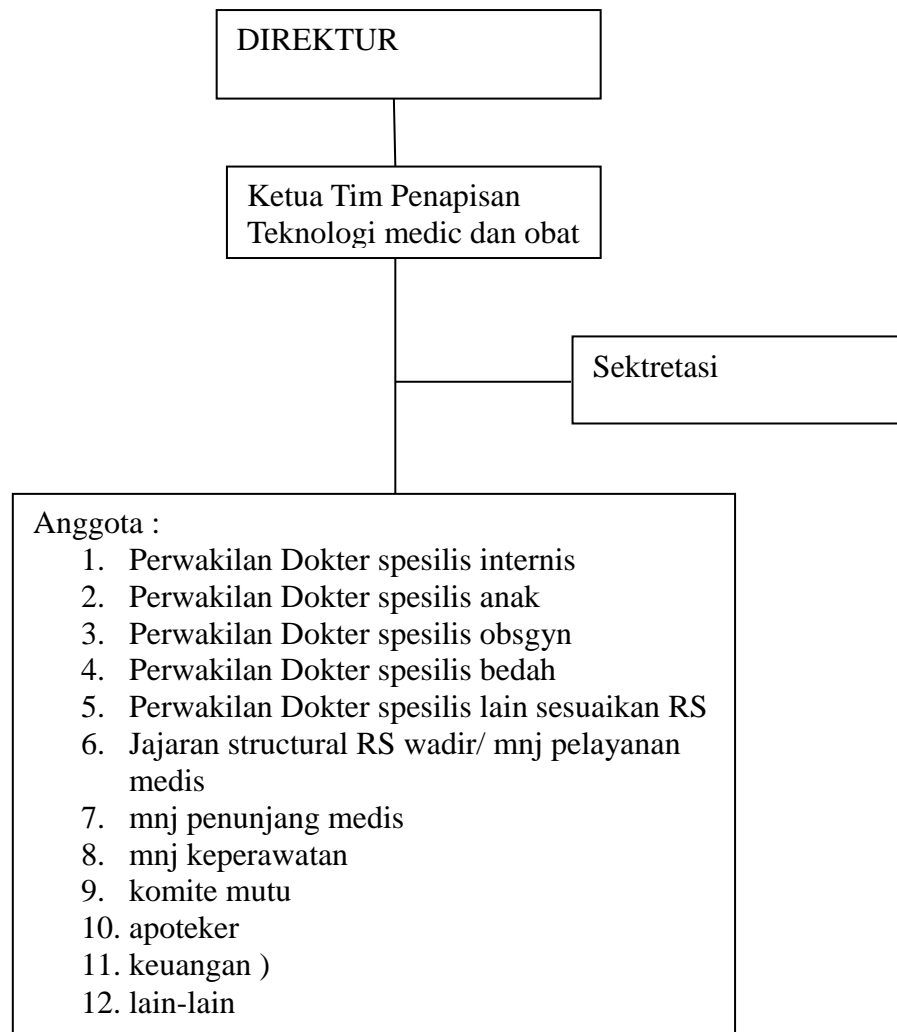 DIREKTUR
Ketua Tim Penapisan
Teknologi medic dan obat
Sektretasi
Anggota :
1. Perwakilan Dokter spesilis internis
2. Perwakilan Dokter spesilis anak
3. Perwakilan Dokter spesilis obsgyn
4. Perwakilan Dokter spesilis bedah
5. Perwakilan Dokter spesilis lain sesuaikan RS
6. Jajaran structural RS wadir/ mnj pelayanan
medis
7. mnj penunjang medis
8. mnj keperawatan
9. komite mutu
10. apoteker
11. keuangan )
12. lain-lain